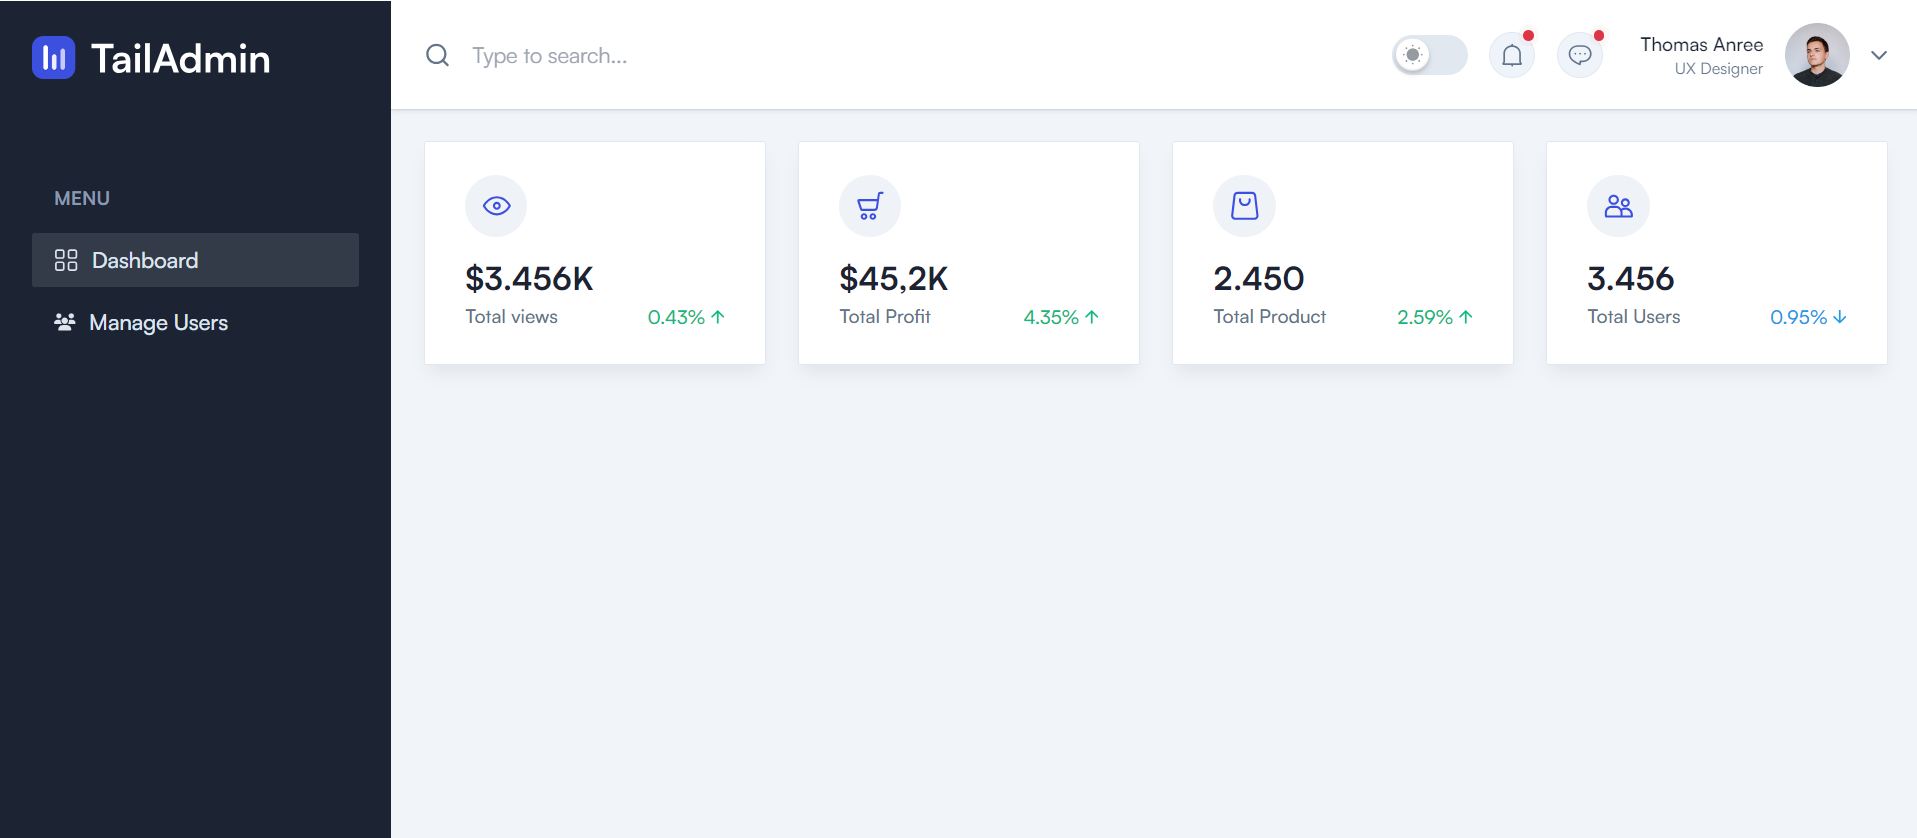 TailAdmin
MENU
Dashboard
Manage Users
Type to search...
Thomas Anree
UX Designer
$3.456K
Total views
0.43%
$45,2K
Total Profit
4.35%
2.450
Total Product
2.59%
3.456
Total Users
0.95%